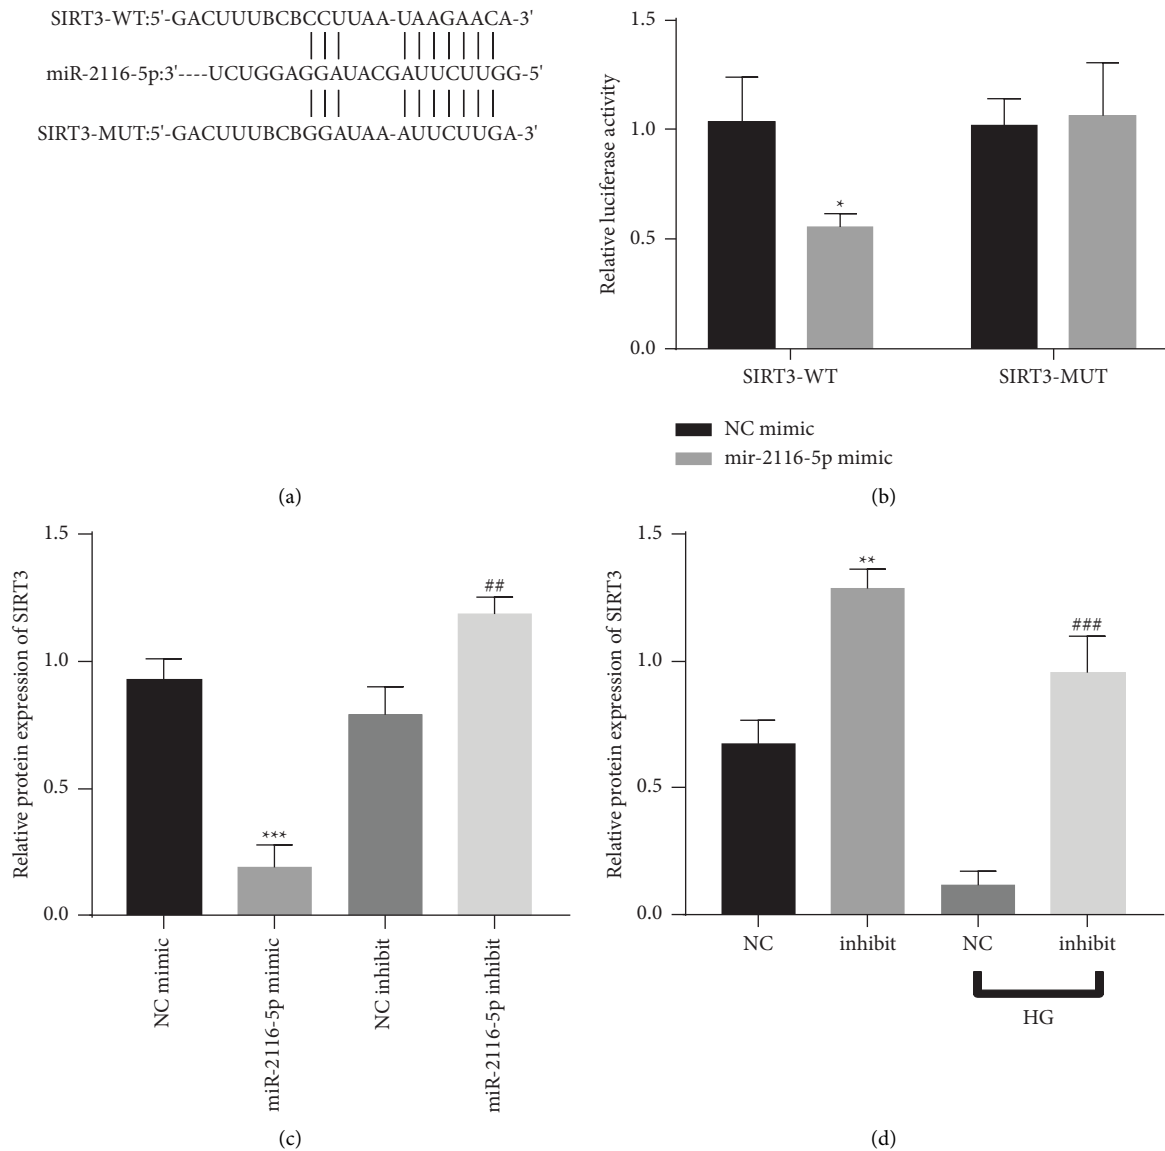 SIRT3-WT:5'-GACUUUBCBCCUUAA-UAAGAACA-3'
miR-2116-5p:3'----UCUGGAGGAUACGAUUCUUGG-5'
SIRT3-MUT:5'-GACUUUBCBGGAUAA-AUUCUUGA-3'
(a)
Relative luciferase activity
1.5
1.0
0.5
0.0
*
SIRT3-WT
SIRT3-MUT
NC mimic
mir-2116-5p mimic
(b)
Relative protein expression of SIRT3
1.5
1.0
0.5
0.0
***
##
NC mimic
miR-2116-5p mimic
NC inhibit
miR-2116-5p inhibit
(c)
Relative protein expression of SIRT3
1.5
1.0
0.5
0.0
**
###
NC
inhibit
NC
inhibit
HG
(d)